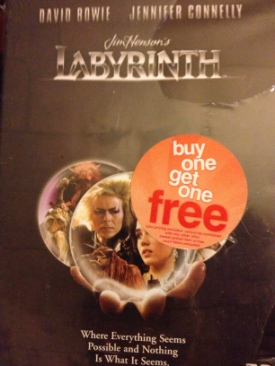 DAVID BOWIE JENNIFER CONNELLY
Jim Henson's
LABYRINTH
buy
one
get
one
free
Where Everything Seems
Possible and Nothing
Is What It Seems.